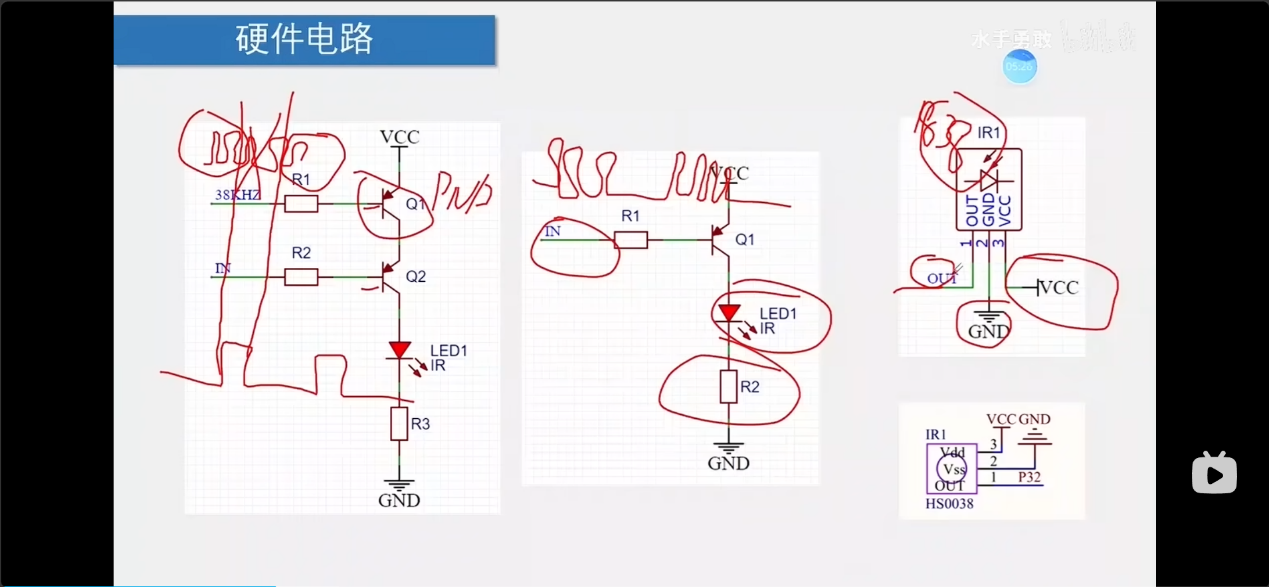 硬件电路
水手勇敢
05:26
VCC
R1
38KHZ
Q1
PNP
R2
IN
Q2
LED1
IR
R3
GND
VCC
R1
IN
Q1
LED1
IR
R2
GND
IR1
OUT
GND
VCC
1
2
3
OUT
VCC
GND
VCC GND
IR1
Vdd 3
Vss 2
OUT 1 P32
HS0038